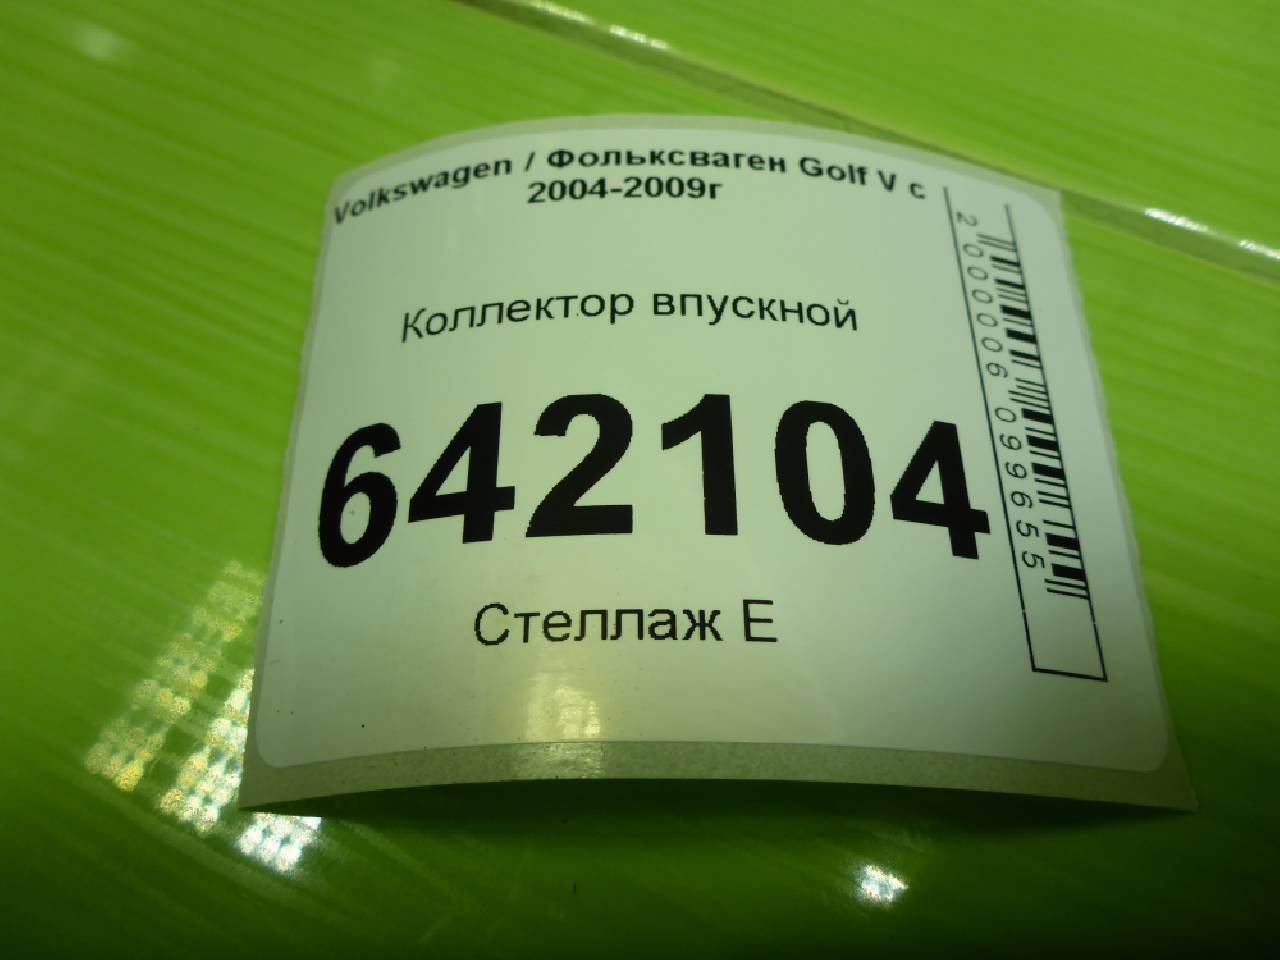 Volkswagen / Фольксваген Golf V с
2004-2009г
Коллектор впускной
642104
Стеллаж Е
2000006099655